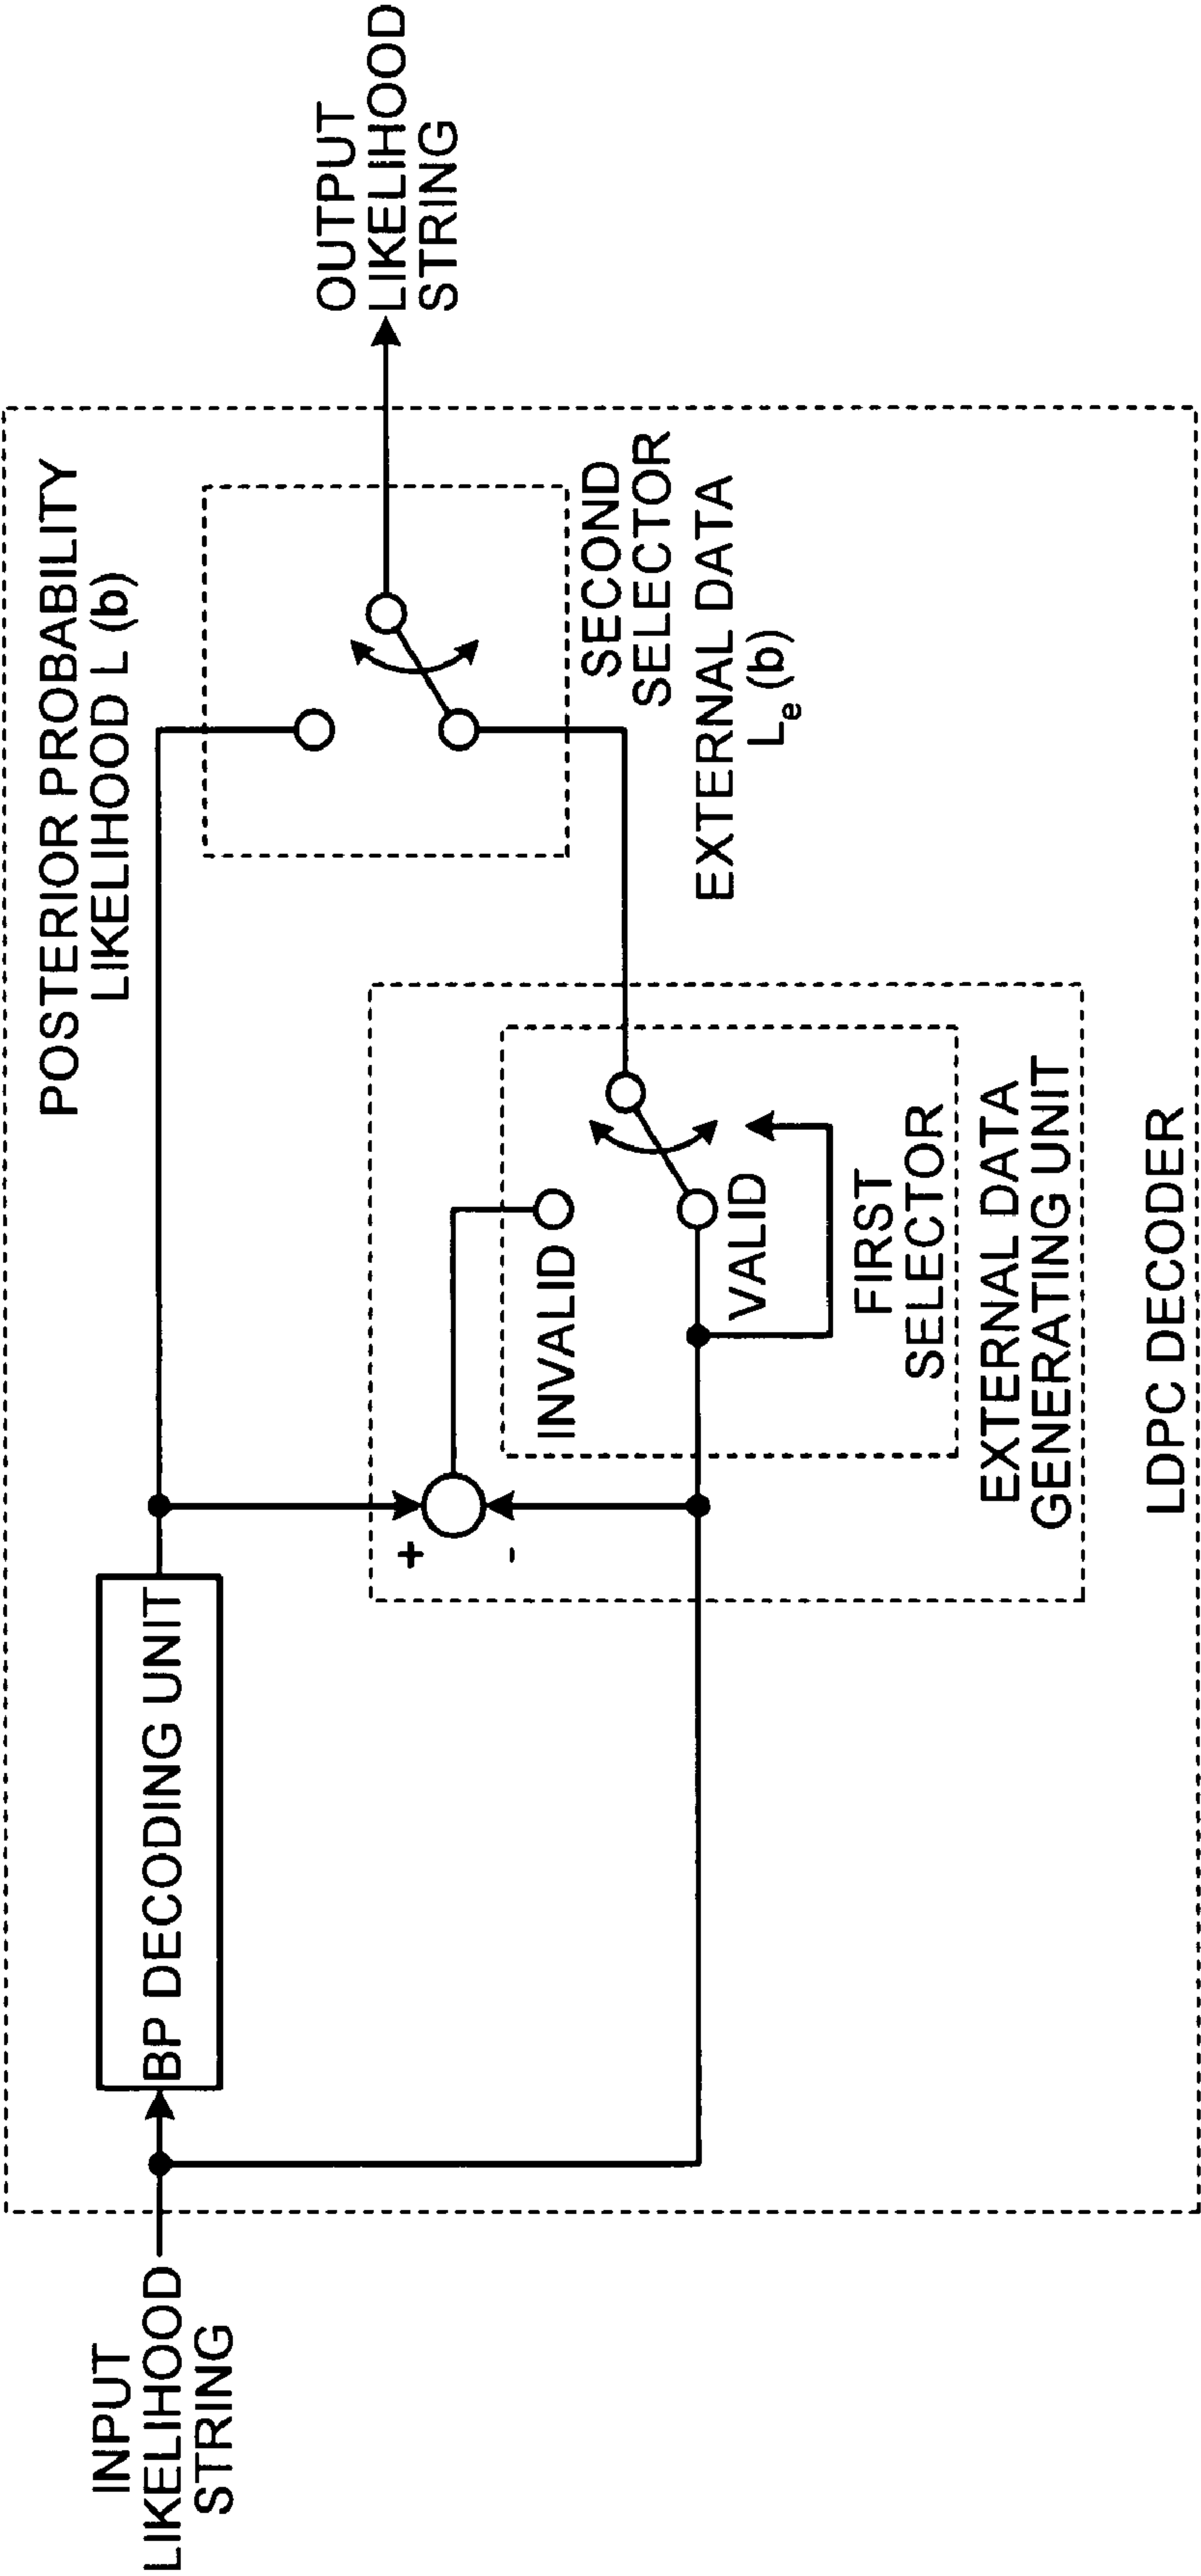 INPUT
LIKELIHOOD
STRING
BP DECODING UNIT
POSTERIOR PROBABILITY
LIKELIHOOD L (b)
+
-
INVALID
VALID
FIRST
SELECTOR
EXTERNAL DATA
GENERATING UNIT
SECOND
SELECTOR
EXTERNAL DATA
Le (b)
OUTPUT
LIKELIHOOD
STRING
LDPC DECODER